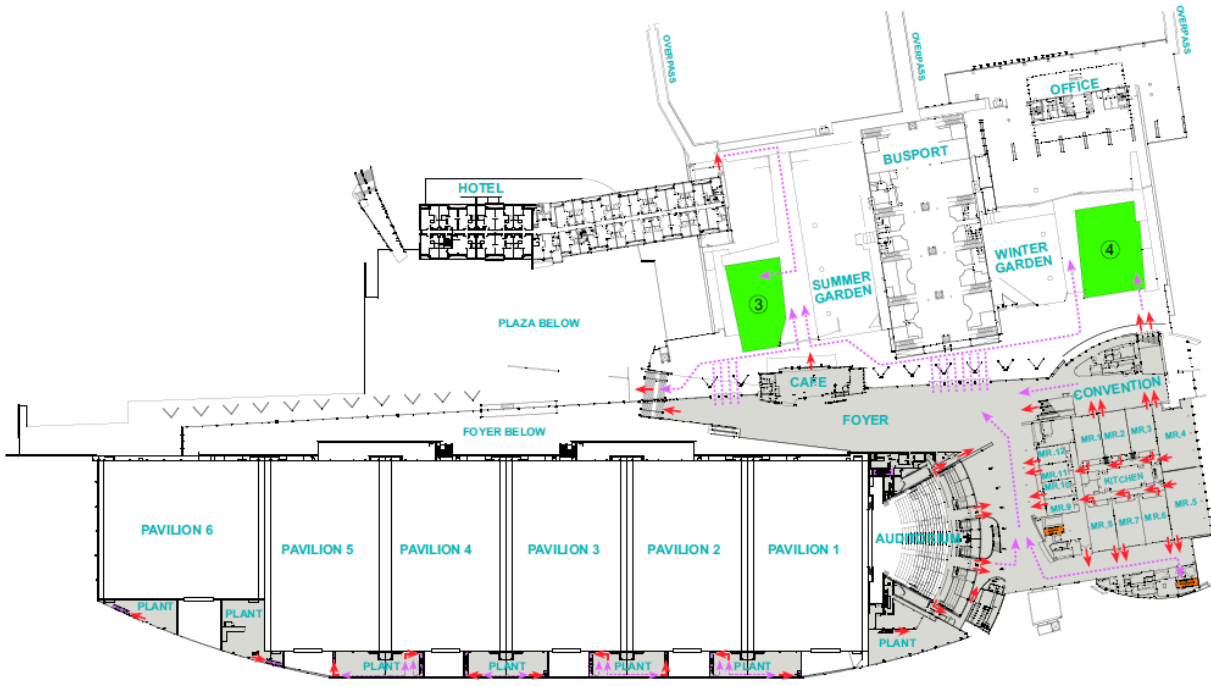 OVERPASS
OVERPASS
OVERPASS
OFFICE
BUSPORT
HOTEL
WINTER
GARDEN
④
SUMMER
GARDEN
③
PLAZA BELOW
CAFE
CONVENTION
FOYER
FOYER BELOW
MR.1
MR.2
MR.3
MR.4
MR.12
MR.11
MR.10
MR.9
KITCHEN
MR.8
MR.7
MR.6
MR.5
PAVILION 6
PAVILION 5
PAVILION 4
PAVILION 3
PAVILION 2
PAVILION 1
AUDITORIUM
PLANT
PLANT
PLANT
PLANT
PLANT
PLANT
PLANT